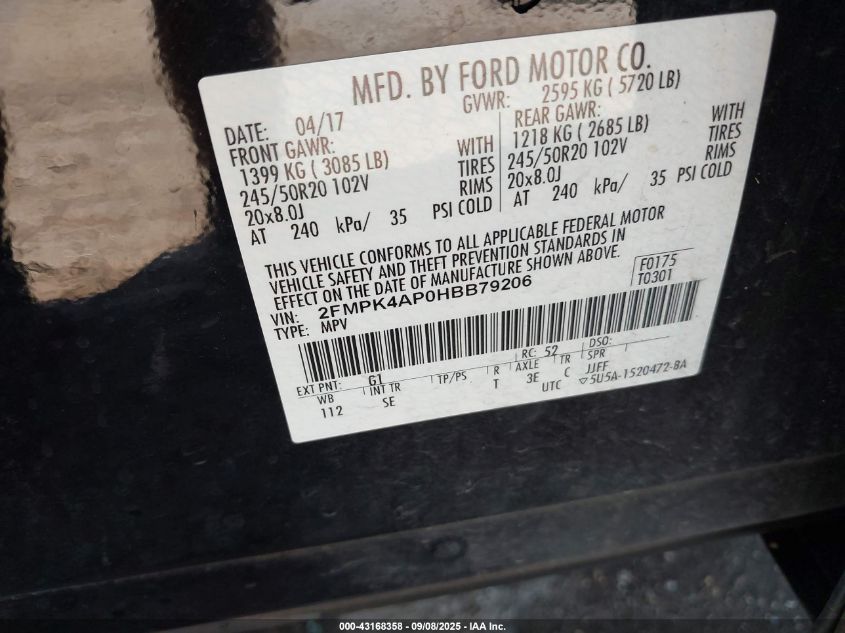 MFD. BY FORD MOTOR CO.
DATE: 04/17 GVWR: 2595 KG ( 5720 LB)
FRONT GAWR: WITH REAR GAWR: WITH
1399 KG ( 3085 LB) TIRES 1218 KG ( 2685 LB) TIRES
245/50R20 102V RIMS 245/50R20 102V RIMS
20x8.0J 20x8.0J
AT 240 kPa/ 35 PSI COLD AT 240 kPa/ 35 PSI COLD
THIS VEHICLE CONFORMS TO ALL APPLICABLE FEDERAL MOTOR
VEHICLE SAFETY AND THEFT PREVENTION STANDARDS IN
EFFECT ON THE DATE OF MANUFACTURE SHOWN ABOVE.
VIN: 2FMPK4AP0HBB79206 F0175
TYPE: MPV T0301
EXT PNT: G1 RC: 52 DSO:
WB INT TR TP/PS R AXLE TR SPR
112 SE T 3E C JJFF
UTC ▽5U5A-1520472-BA
000-43168358 - 09/08/2025 - IAA Inc.